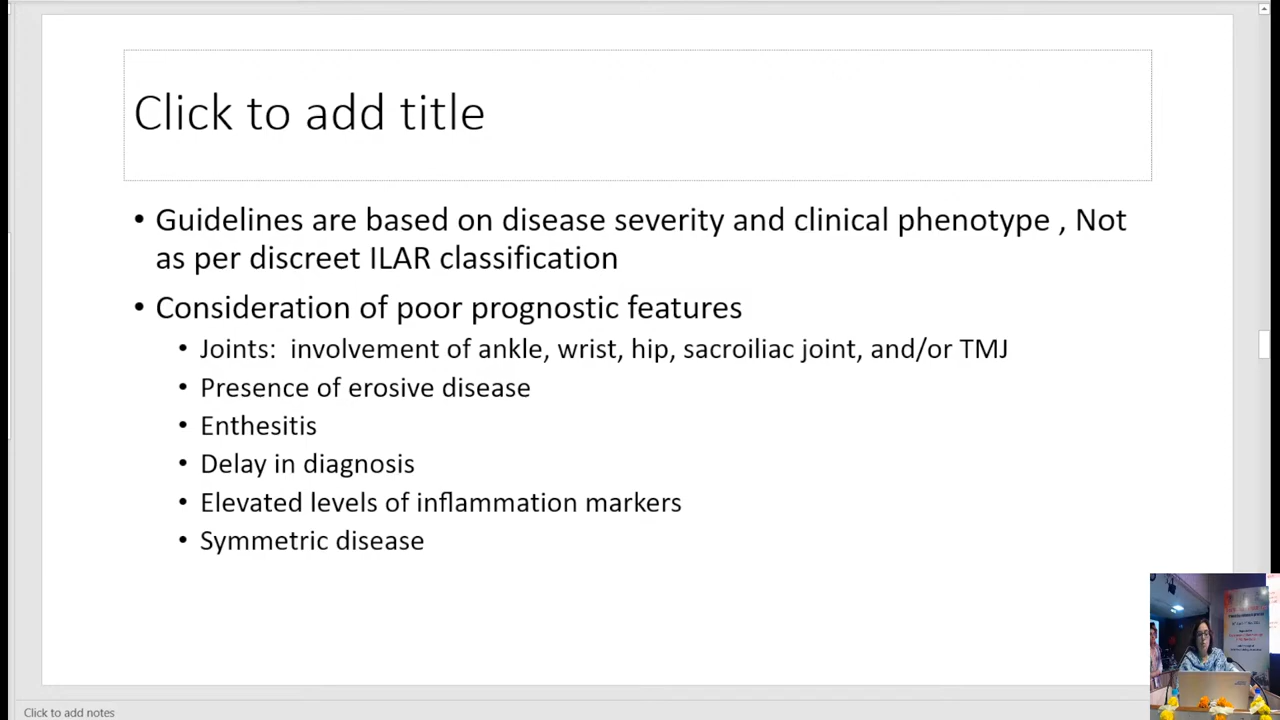 Click to add title
• Guidelines are based on disease severity and clinical phenotype , Not
as per discreet ILAR classification
• Consideration of poor prognostic features
• Joints:  involvement of ankle, wrist, hip, sacroiliac joint, and/or TMJ
• Presence of erosive disease
• Enthesitis
• Delay in diagnosis
• Elevated levels of inflammation markers
• Symmetric disease
Click to add notes